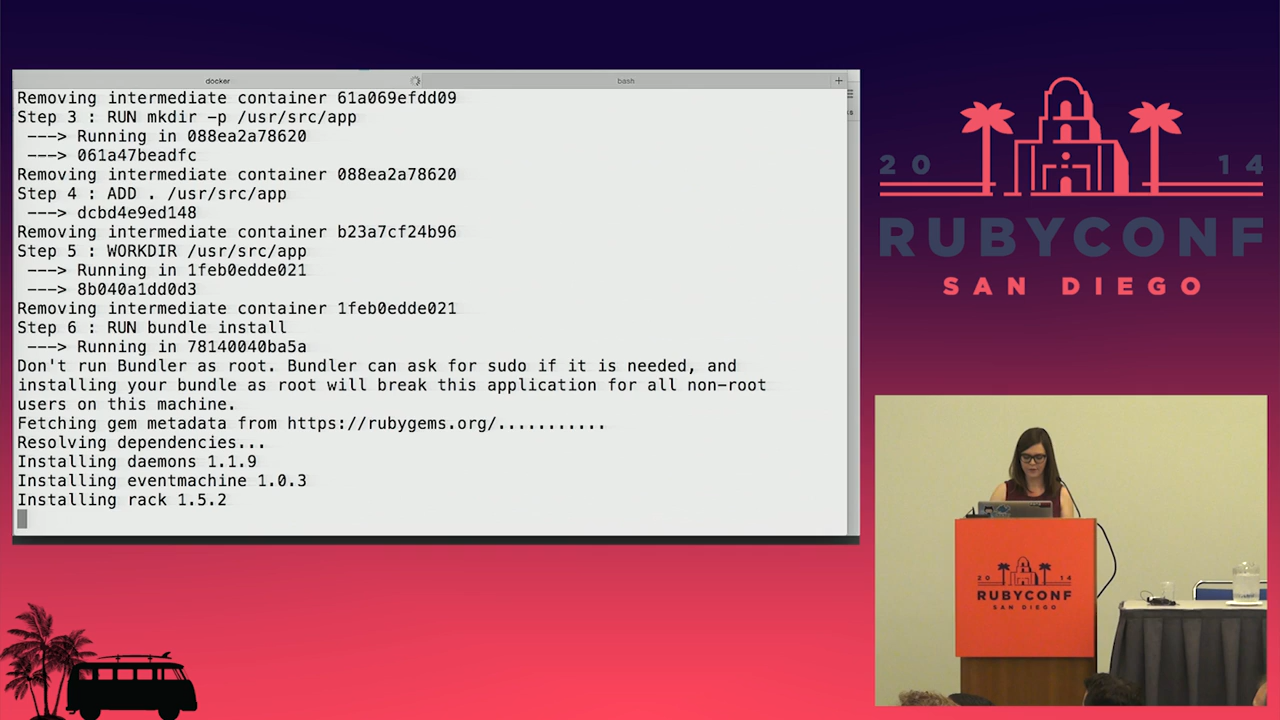 docker
bash
+
Removing intermediate container 61a069efdd09
Step 3 : RUN mkdir -p /usr/src/app
---> Running in 088ea2a78620
---> 061a47beadfc
Removing intermediate container 088ea2a78620
Step 4 : ADD . /usr/src/app
---> dcbd4e9ed148
Removing intermediate container b23a7cf24b96
Step 5 : WORKDIR /usr/src/app
---> Running in 1feb0edde021
---> 8b040a1dd0d3
Removing intermediate container 1feb0edde021
Step 6 : RUN bundle install
---> Running in 78140040ba5a
Don't run Bundler as root. Bundler can ask for sudo if it is needed, and
installing your bundle as root will break this application for all non-root
users on this machine.
Fetching gem metadata from https://rubygems.org/...........
Resolving dependencies...
Installing daemons 1.1.9
Installing eventmachine 1.0.3
Installing rack 1.5.2
20 14
RUBYCONF
SAN DIEGO
20 14
RUBYCONF
SAN DIEGO